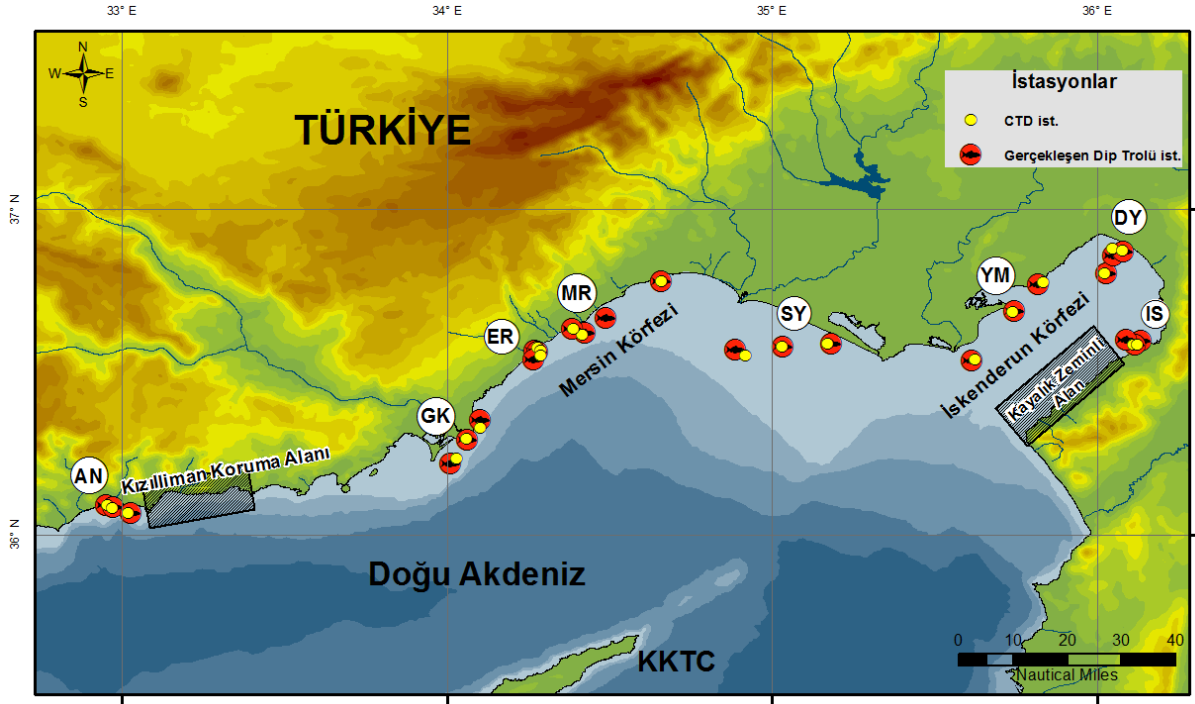 33° E 34° E 35° E 36° E
N
W E
S
İstasyonlar
CTD ist.
Gerçekleşen Dip Trolü ist.
TÜRKİYE
37° N
DY
YM
MR
İS
SY
ER
Mersin Körfezi
İskenderun Körfezi
Kayalık Zeminli
Alan
GK
Kızılliman Koruma Alanı
AN
36° N
Doğu Akdeniz
KKTC
0 10 20 30 40
Nautical Miles